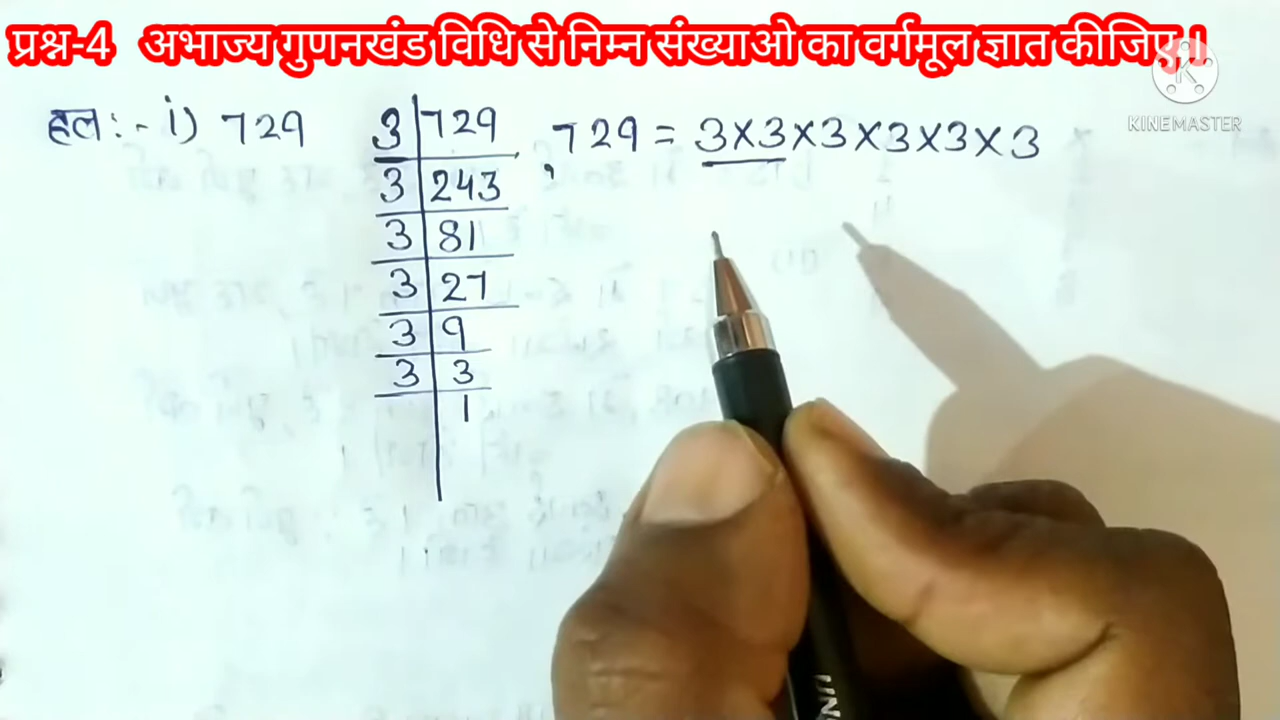 प्रश्न-4 अभाज्य गुणनखंड विधि से निम्न संख्याओ का वर्गमूल ज्ञात कीजिए,।
KINEMASTER
हल:- i) 729
3 | 729
3 | 243
3 | 81
3 | 27
3 | 9
3 | 3
1
, 729 = 3×3×3×3×3×3